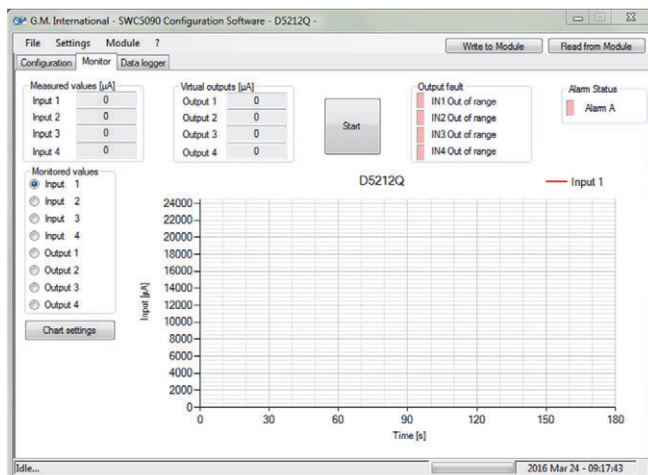 G.M. International - SWC5090 Configuration Software - D5212Q -
File Settings Module ?
Write to Module Read from Module
Configuration Monitor Data logger
Measured values [µA]
Input 1 0
Input 2 0
Input 3 0
Input 4 0
Virtual outputs [µA]
Output 1 0
Output 2 0
Output 3 0
Output 4 0
Start
Output fault
IN1 Out of range
IN2 Out of range
IN3 Out of range
IN4 Out of range
Alarm Status
Alarm A
Monitored values
Input 1
Input 2
Input 3
Input 4
Output 1
Output 2
Output 3
Output 4
Chart settings
D5212Q
Input 1
Input [µA]
24000
22000
20000
18000
16000
14000
12000
10000
8000
6000
4000
2000
0
0 30 60 90 120 150 180
Time [s]
Idle... 2016 Mar 24 - 09:17:43